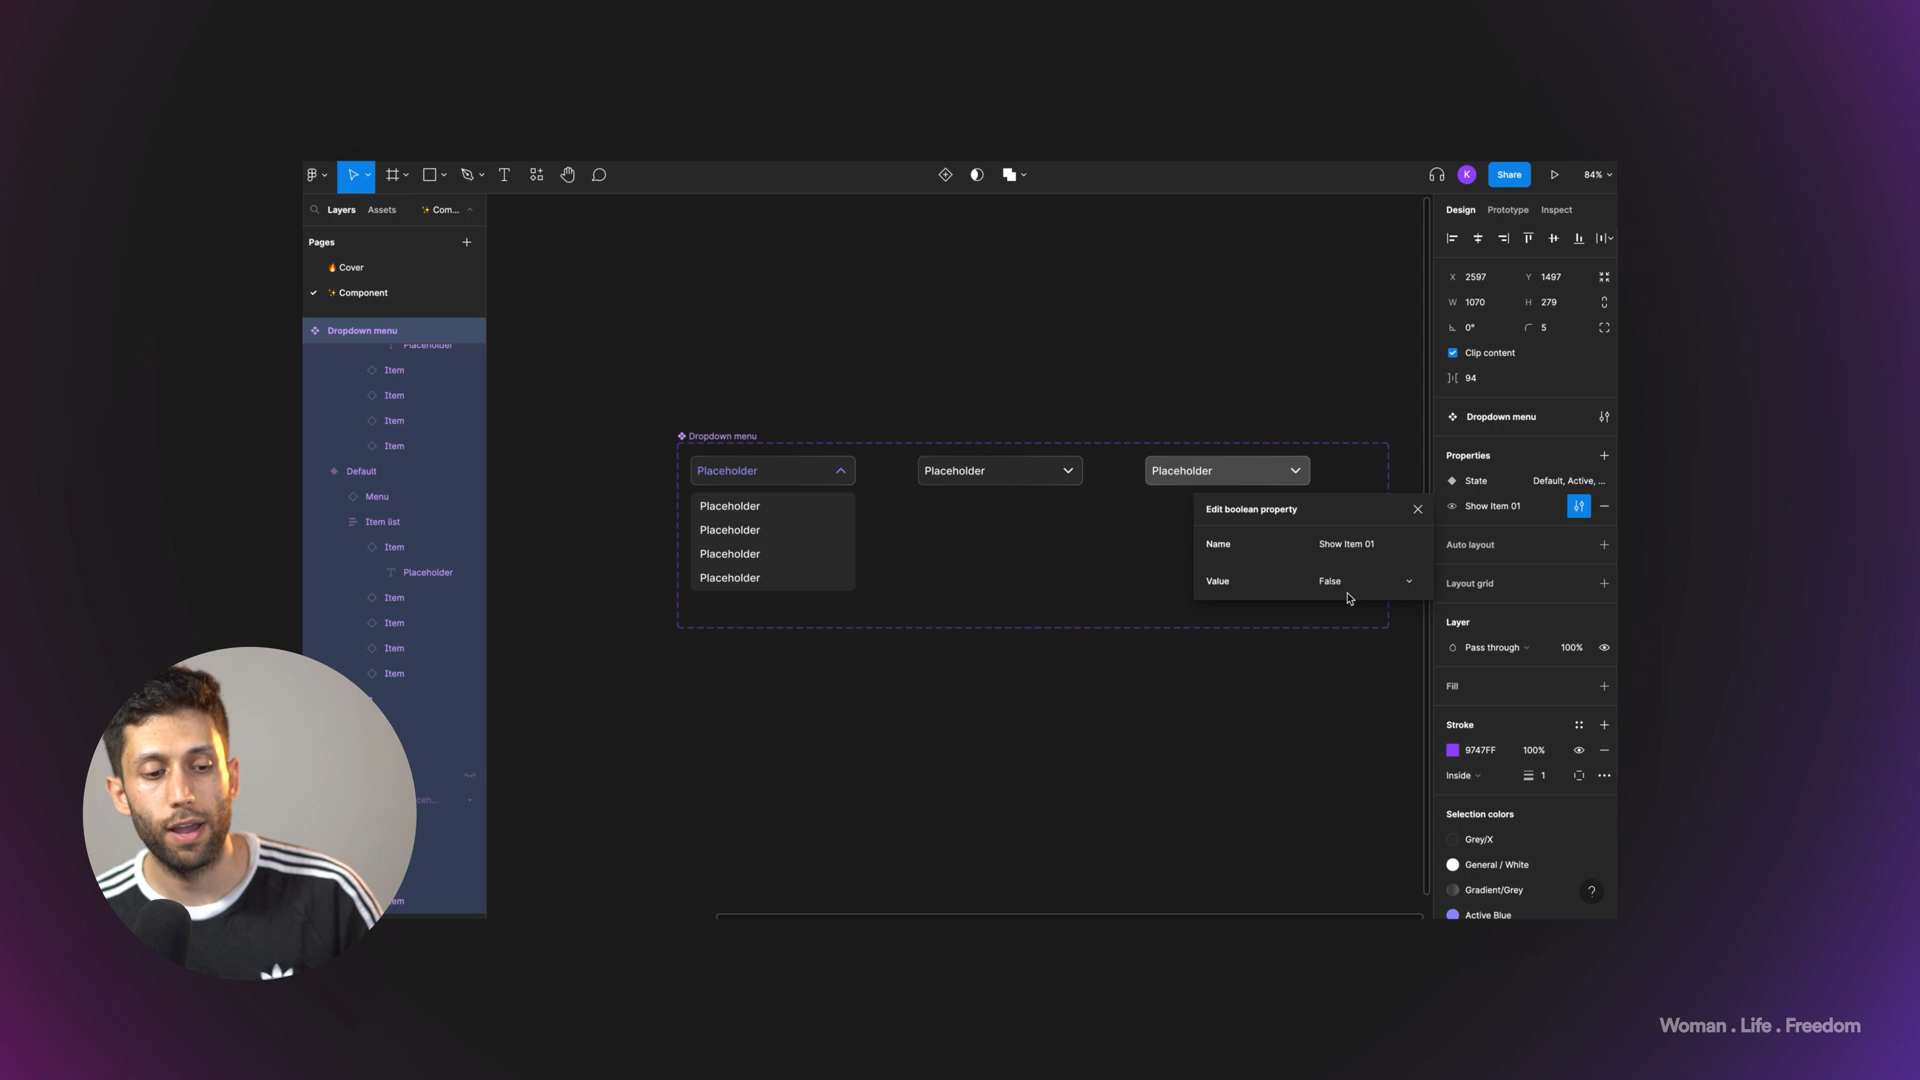 K
Share
84%
Layers
Assets
✨ Com...
Pages
🔥 Cover
✨ Component
Dropdown menu
Placeholder
Item
Item
Item
Item
Default
Menu
Item list
Item
Placeholder
Item
Item
Item
Item
Dropdown menu
Placeholder
Placeholder
Placeholder
Placeholder
Placeholder
Placeholder
Placeholder
Edit boolean property
Name
Show Item 01
Value
False
Design
Prototype
Inspect
X 2597
Y 1497
W 1070
H 279
0°
5
Clip content
94
Dropdown menu
Properties
State
Default, Active, ...
Show Item 01
Auto layout
Layout grid
Layer
Pass through
100%
Fill
Stroke
9747FF
100%
Inside
1
Selection colors
Grey/X
General / White
Gradient/Grey
?
Active Blue
Woman . Life . Freedom